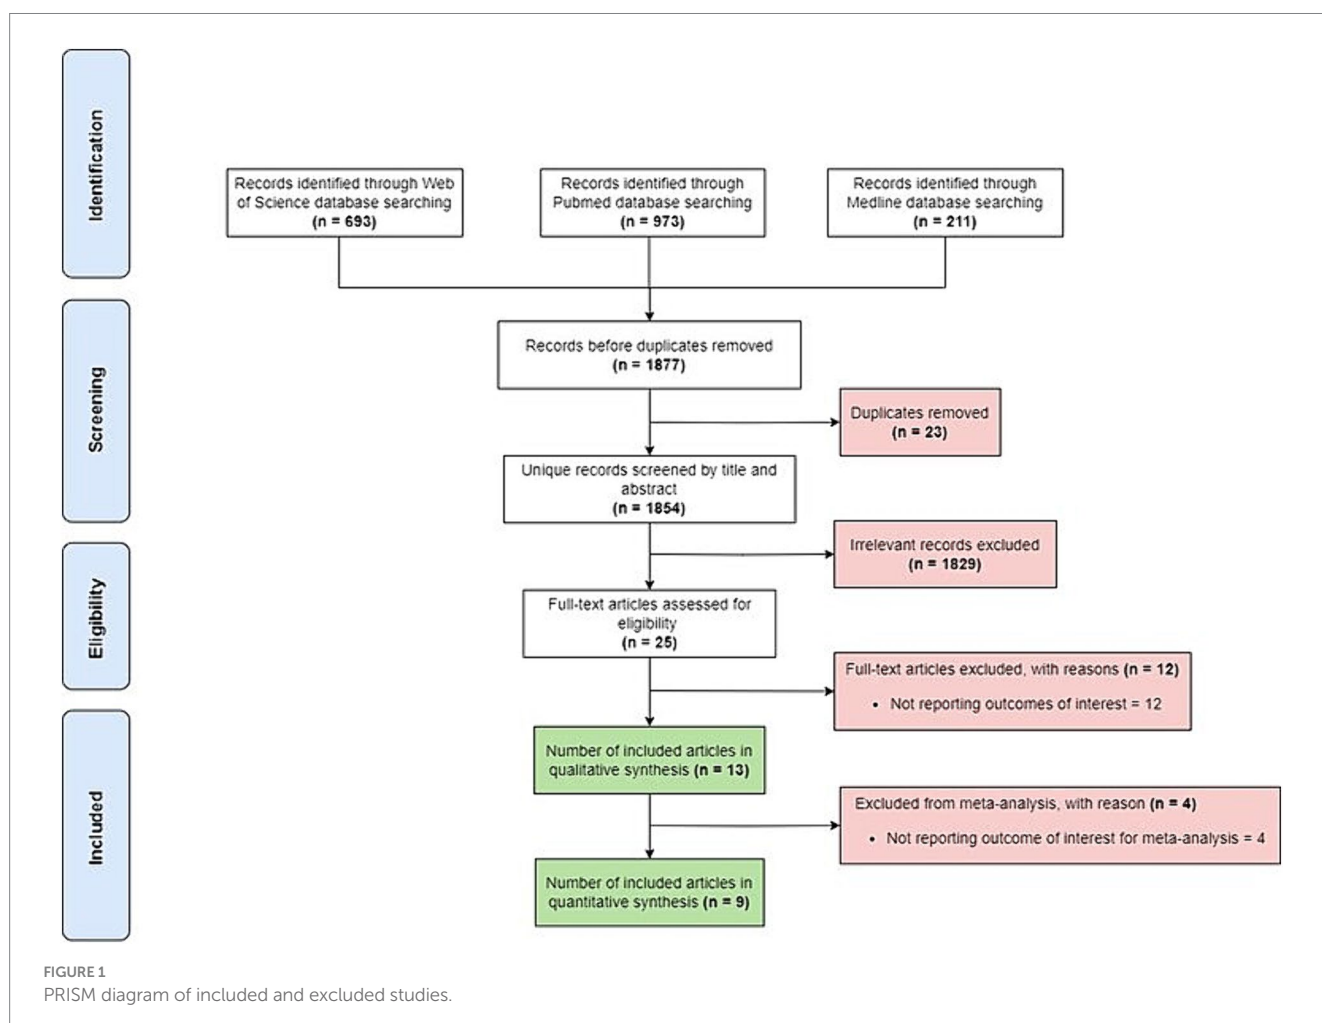 Identification
Records identified through Web
of Science database searching
(n = 693)
Records identified through
Pubmed database searching
(n = 973)
Records identified through
Medline database searching
(n = 211)
Screening
Records before duplicates removed
(n = 1877)
Duplicates removed
(n = 23)
Unique records screened by title and
abstract
(n = 1854)
Irrelevant records excluded
(n = 1829)
Eligibility
Full-text articles assessed for
eligibility
(n = 25)
Full-text articles excluded, with reasons (n = 12)
• Not reporting outcomes of interest = 12
Included
Number of included articles in
qualitative synthesis (n = 13)
Excluded from meta-analysis, with reason (n = 4)
• Not reporting outcome of interest for meta-analysis = 4
Number of included articles in
quantitative synthesis (n = 9)
FIGURE 1
PRISM diagram of included and excluded studies.